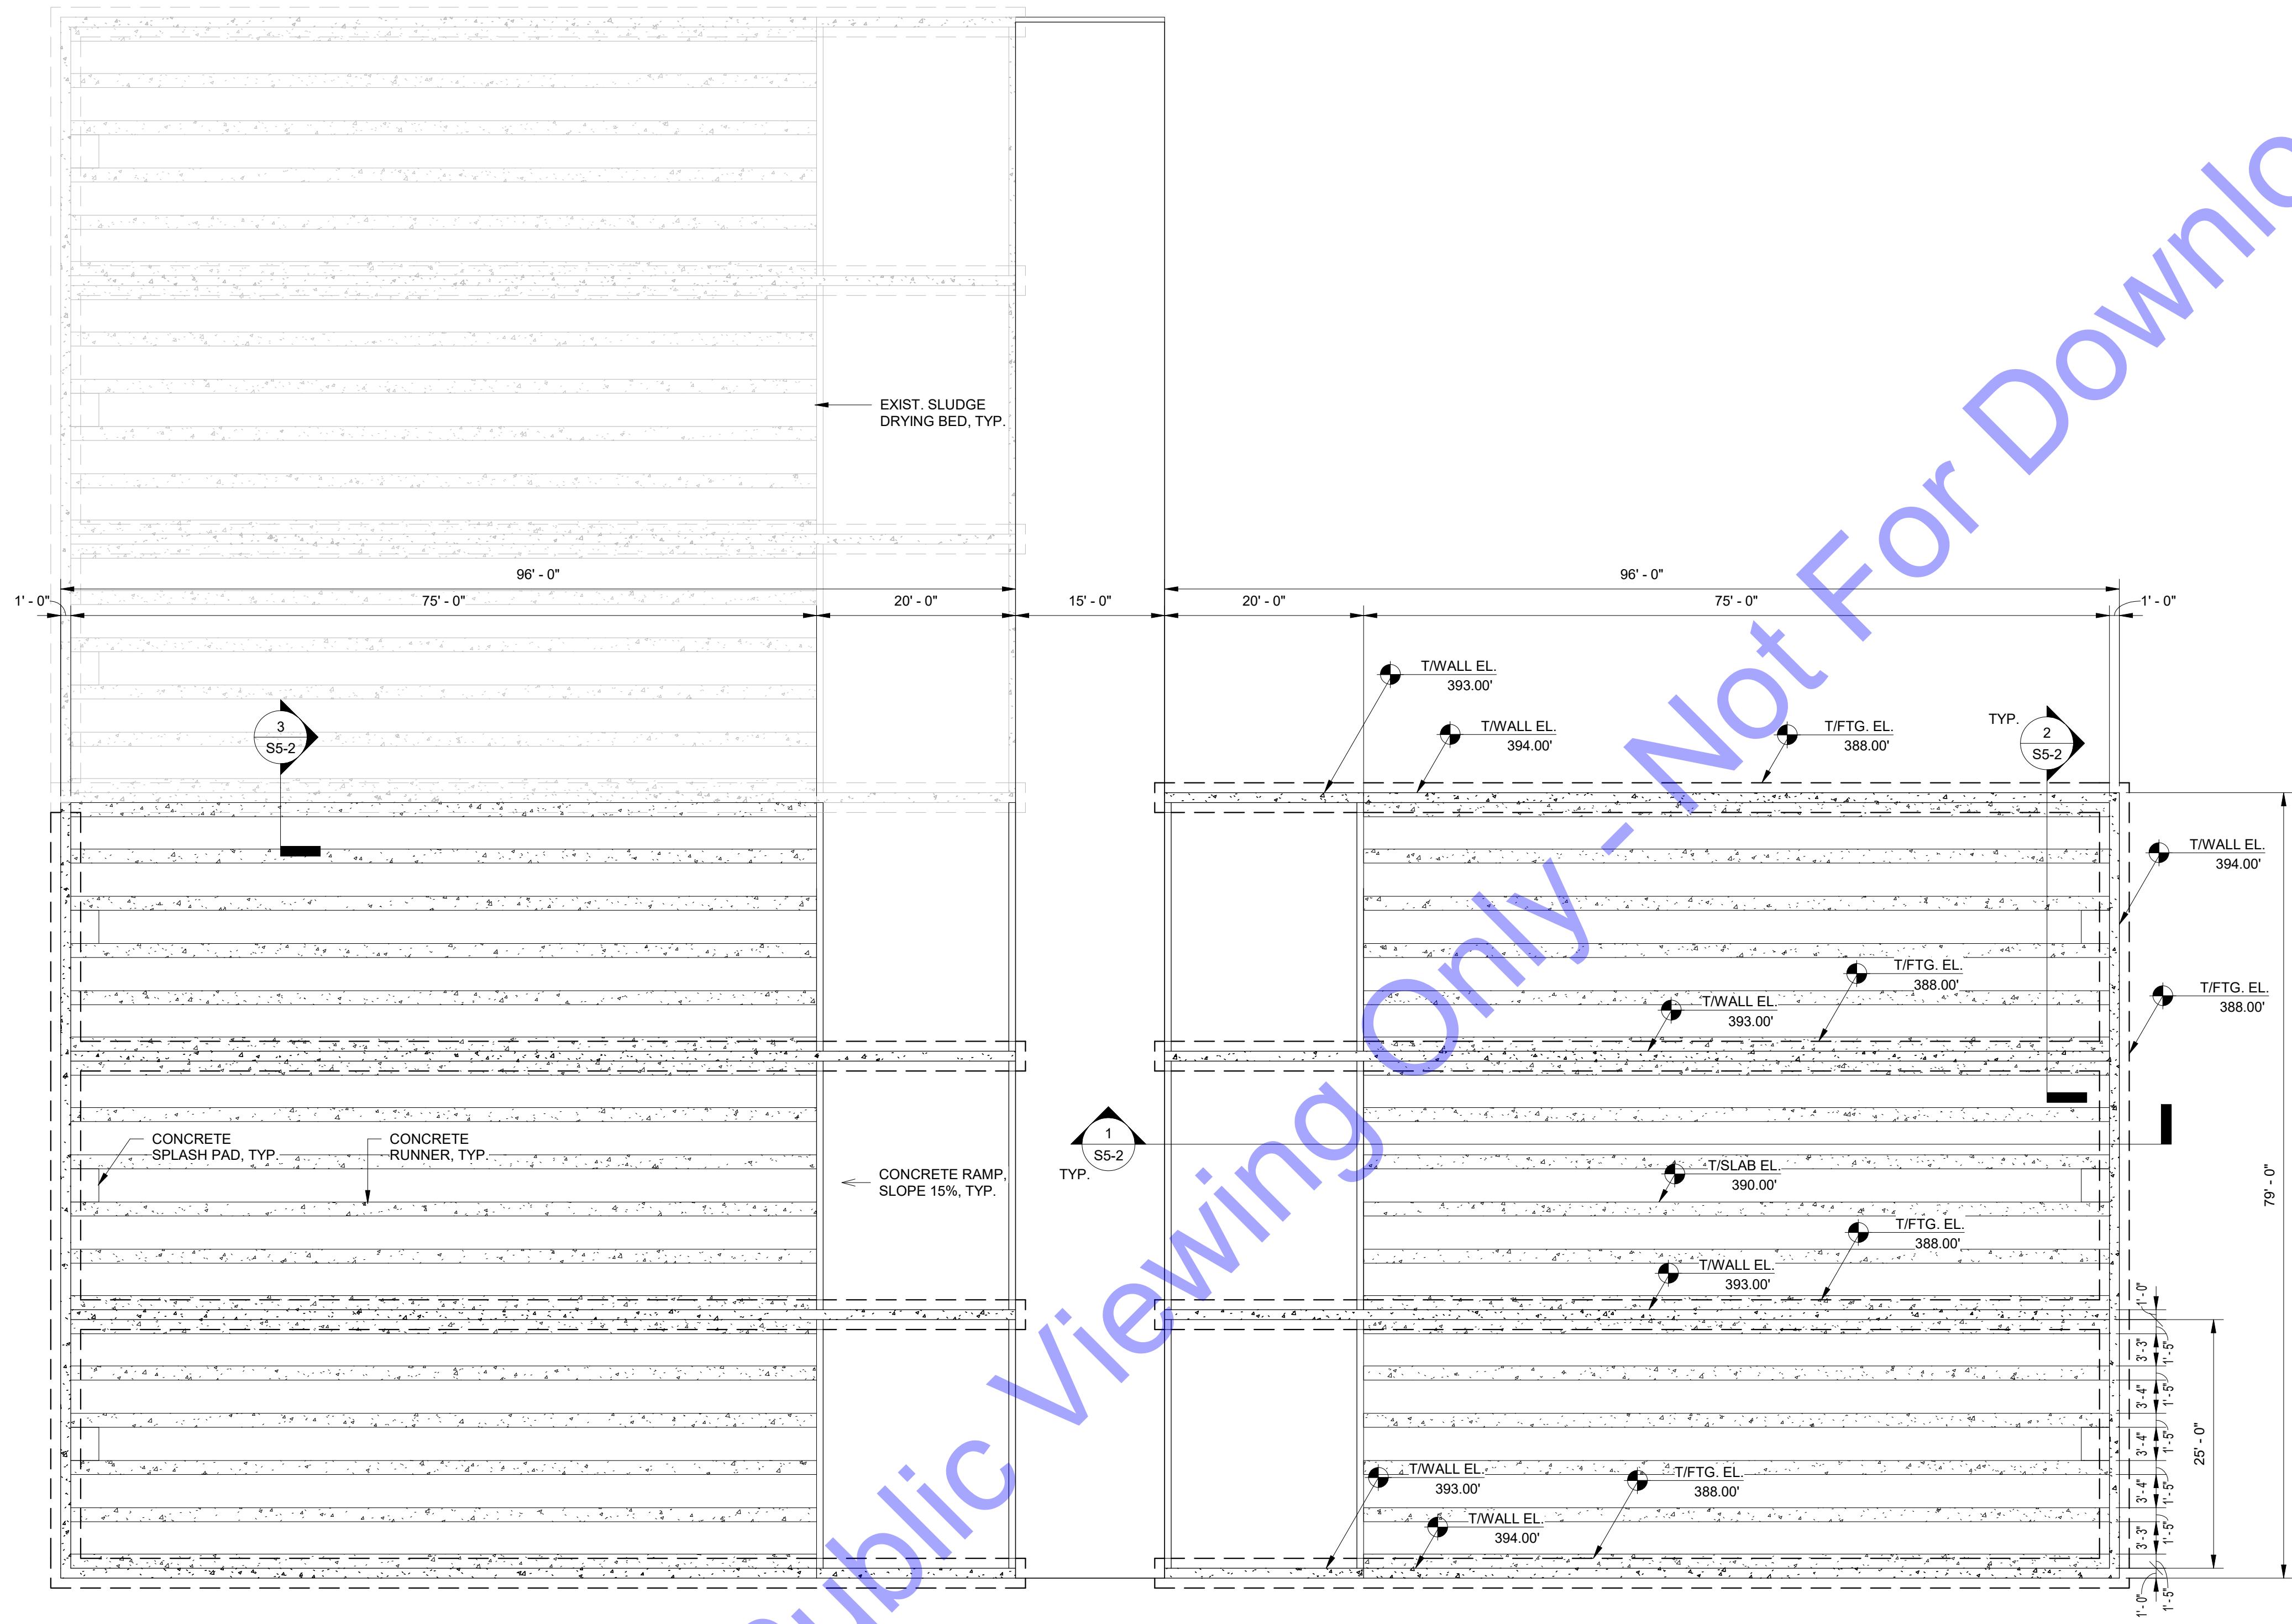 EXIST. SLUDGE
DRYING BED, TYP.
96' - 0"
96' - 0"
1' - 0"
75' - 0"
20' - 0"
15' - 0"
20' - 0"
75' - 0"
1' - 0"
T/WALL EL.
393.00'
T/WALL EL.
394.00'
T/FTG. EL.
388.00'
TYP.
2
S5-2
3
S5-2
T/WALL EL.
394.00'
T/FTG. EL.
388.00'
T/WALL EL.
393.00'
T/FTG. EL.
388.00'
CONCRETE
SPLASH PAD, TYP.
CONCRETE
RUNNER, TYP.
CONCRETE RAMP,
SLOPE 15%, TYP.
1
S5-2
TYP.
T/SLAB EL.
390.00'
T/FTG. EL.
388.00'
T/WALL EL.
393.00'
79' - 0"
1' - 0"
3' - 3"
1' - 5"
3' - 4"
1' - 5"
3' - 4"
1' - 5"
3' - 4"
1' - 5"
3' - 3"
1' - 5"
1' - 0"
1' - 5"
25' - 0"
T/WALL EL.
393.00'
T/FTG. EL.
388.00'
T/WALL EL.
394.00'
Viewing Only - Not For